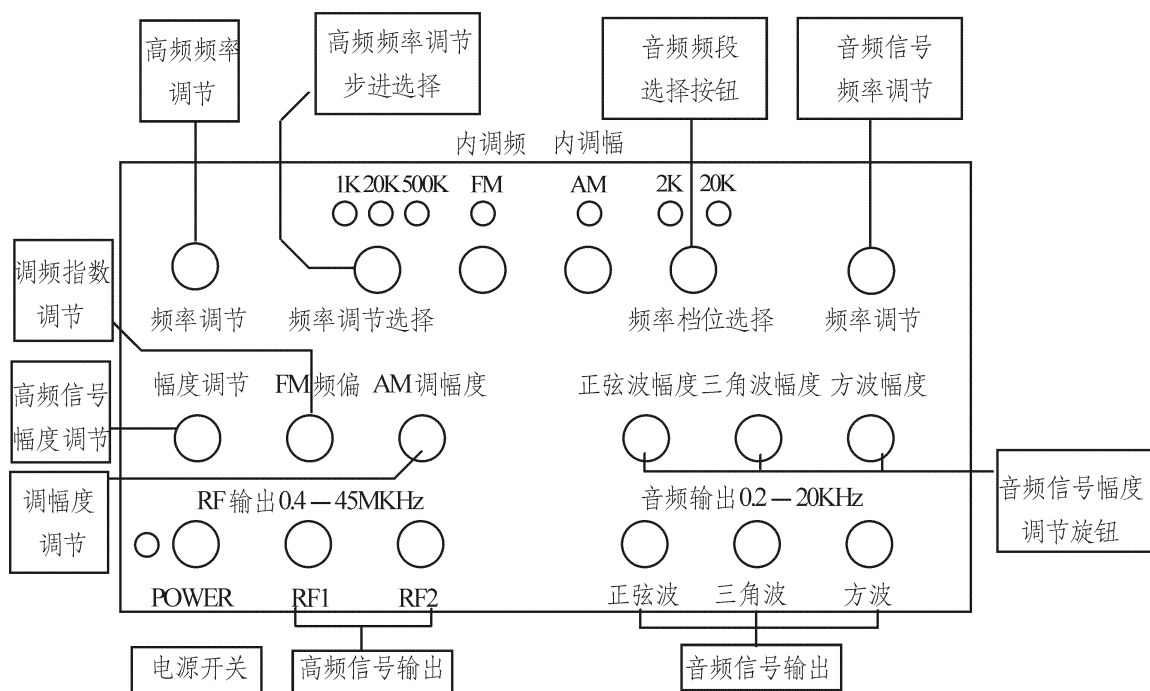 高频频率
调节
高频频率调节
步进选择
音频频段
选择按钮
音频信号
频率调节
内调频 内调幅
1K 20K 500K FM AM 2K 20K
调频指数
调节
频率调节 频率调节选择 频率档位选择 频率调节
高频信号
幅度调节
幅度调节 FM频偏 AM调幅度 正弦波幅度 三角波幅度 方波幅度
调幅度
调节
RF输出0.4—45MKHz 音频输出0.2—20KHz
音频信号幅度
调节旋钮
POWER RF1 RF2 正弦波 三角波 方波
电源开关 高频信号输出 音频信号输出